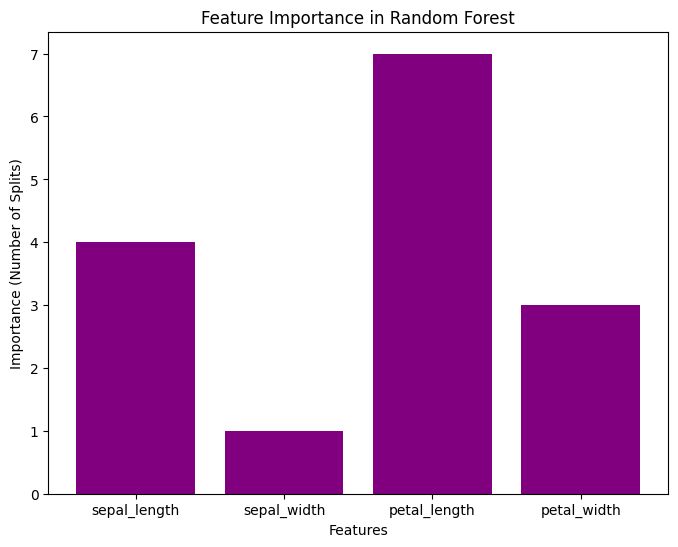 Feature Importance in Random Forest
Importance (Number of Splits)
7
6
5
4
3
2
1
0
sepal_length sepal_width petal_length petal_width
Features